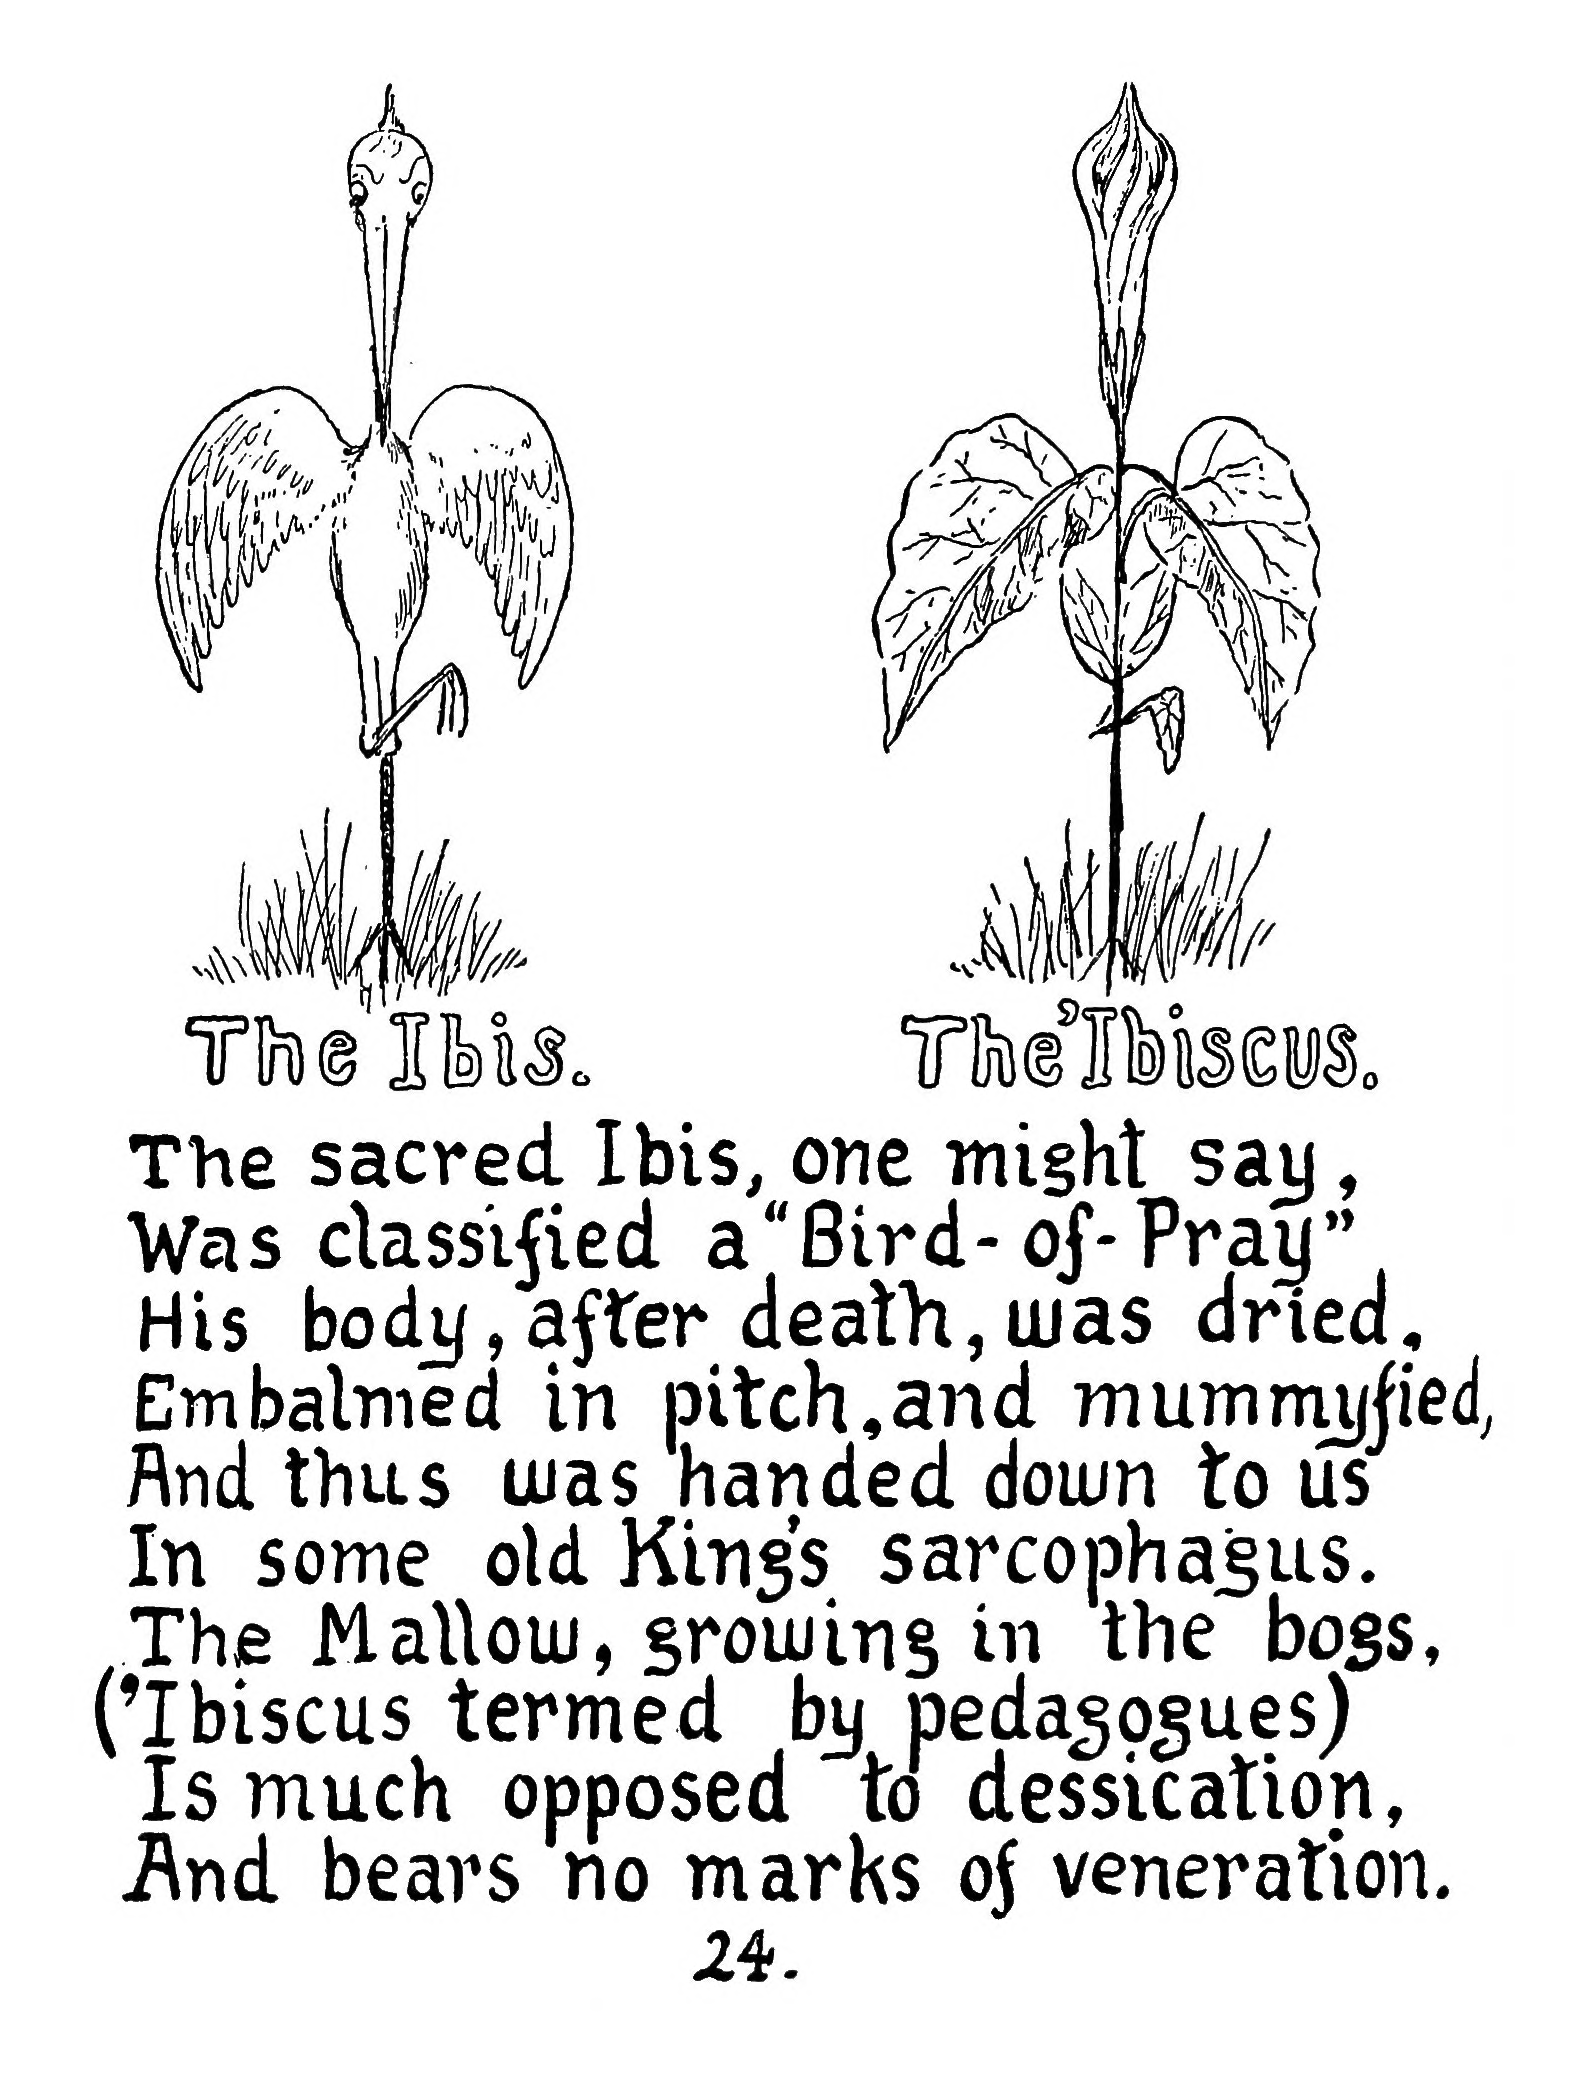 The Ibis.
The 'Ibiscus.
The sacred Ibis, one might say,
Was classified a "Bird-of-Pray"
His body, after death, was dried,
Embalmed in pitch, and mummyfied,
And thus was handed down to us
In some old King's sarcophagus.
The Mallow, growing in the bogs,
('Ibiscus termed by pedagogues)
Is much opposed to dessication,
And bears no marks of veneration.
24.